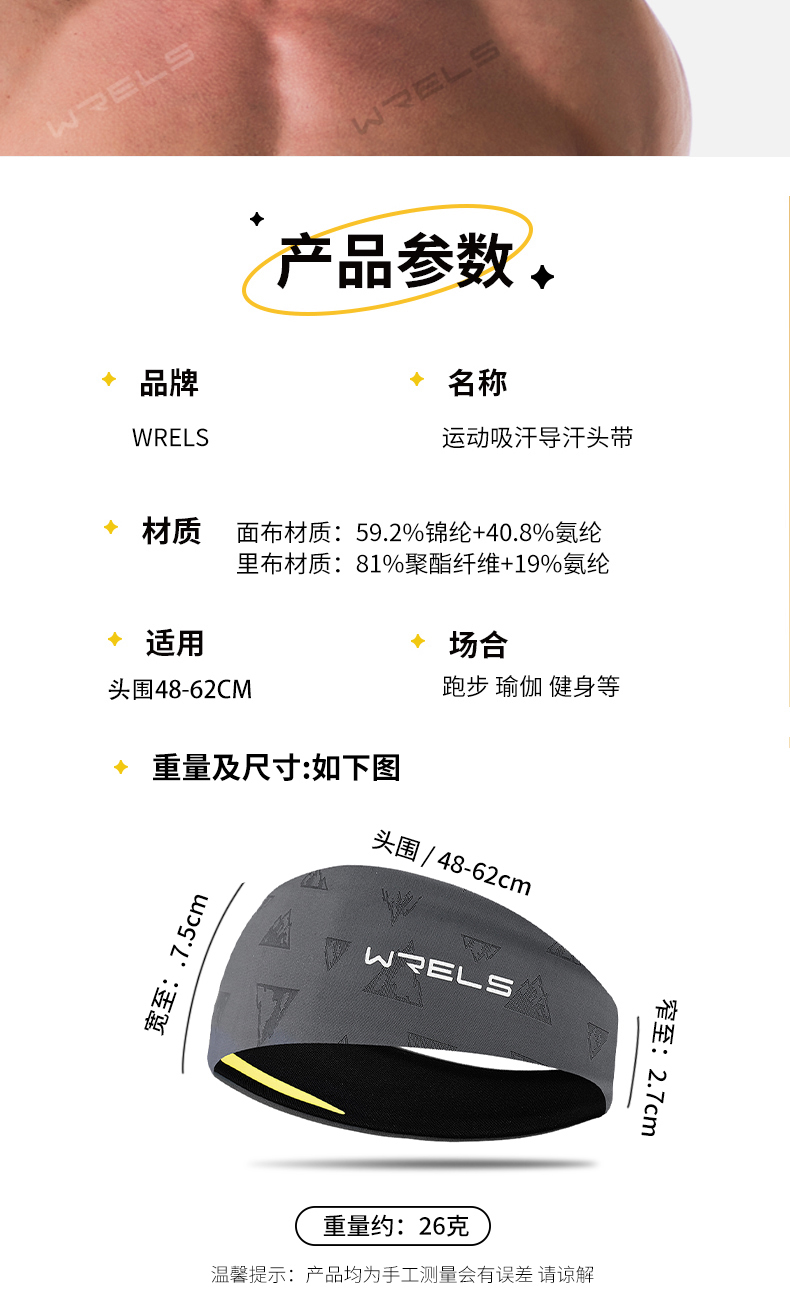 WRELS WRELS
产品参数
品牌 名称
WRELS 运动吸汗导汗头带
材质 面布材质：59.2%锦纶+40.8%氨纶
里布材质：81%聚酯纤维+19%氨纶
适用 场合
头围48-62CM 跑步 瑜伽 健身等
重量及尺寸:如下图
头围 / 48-62cm
宽至：.7.5cm
WRELS
窄至：2.7cm
重量约：26克
温馨提示：产品均为手工测量会有误差 请谅解